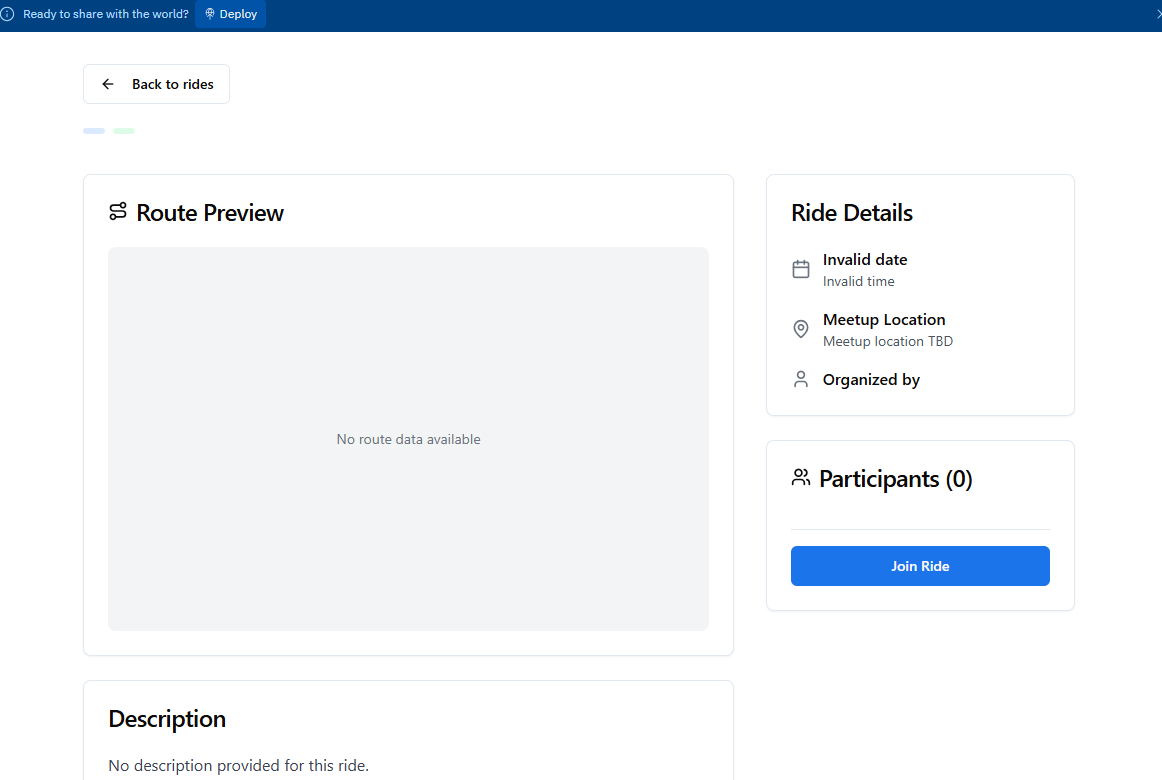 Ready to share with the world? Deploy
Back to rides
Route Preview
No route data available
Ride Details
Invalid date
Invalid time
Meetup Location
Meetup location TBD
Organized by
Participants (0)
Join Ride
Description
No description provided for this ride.